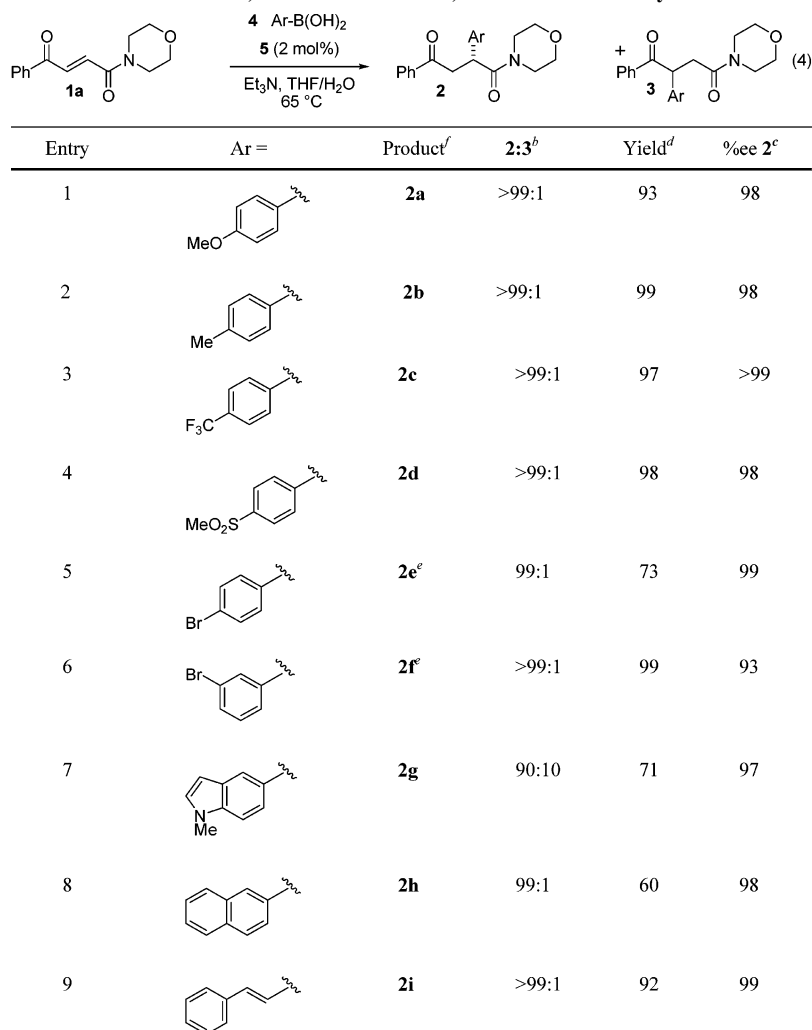 4 Ar-B(OH)2
5 (2 mol%)
Et3N, THF/H2O
65 °C
O
Ph
O
N
O
1a
O
Ph
Ar
O
N
O
2
+
O
Ph
Ar
O
N
O
3
(4)
Entry Ar = Product^f 2:3^b Yield^d %ee 2^c
1 MeO 2a >99:1 93 98
2 Me 2b >99:1 99 98
3 F3C 2c >99:1 97 >99
4 MeO2S 2d >99:1 98 98
5 Br 2e^e 99:1 73 99
6 Br 2f^e >99:1 99 93
7 N Me 2g 90:10 71 97
8 2h 99:1 60 98
9 2i >99:1 92 99